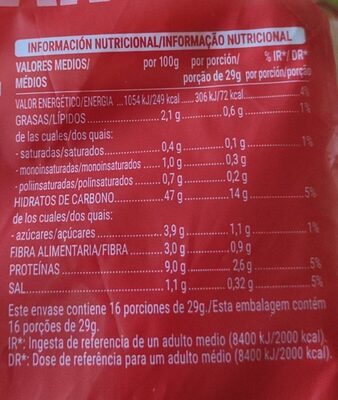 INFORMACIÓN NUTRICIONAL/INFORMAÇÃO NUTRICIONAL
VALORES MEDIOS/ por 100g por porción/ % IR*/ DR*
MÉDIOS porção de 29g por porción/porção
VALOR ENERGÉTICO/ENERGIA ...1054 kJ/249 kcal ........ 306 kJ/72 kcal ............ 4%
GRASAS/LÍPIDOS ............ 2,1 g ............ 0,6 g ............ 1%
de las cuales/dos quais:
- saturadas/saturados............ 0,4 g ............ 0,1 g ............ 1%
- monoinsaturadas/monoinsaturados ............ 1,0 g ............ 0,3 g
- poliinsaturadas/polinsaturados ............ 0,7 g ............ 0,2 g
HIDRATOS DE CARBONO............ 47 g ............ 14 g ............ 5%
de los cuales/dos quais:
- azúcares/açúcares ............ 3,9 g ............ 1,1 g ............ 1%
FIBRA ALIMENTARIA/FIBRA ............ 3,0 g ............ 0,9 g
PROTEÍNAS ............ 9,0 g ............ 2,6 g ............ 5%
SAL ............ 1,1 g ............ 0,32 g ............ 5%
Este envase contiene 16 porciones de 29g./Esta embalagem contém
16 porções de 29g.
IR*: Ingesta de referencia de un adulto medio (8400 kJ/2000 kcal).
DR*: Dose de referência para um adulto médio (8400 kJ/2000 kcal).